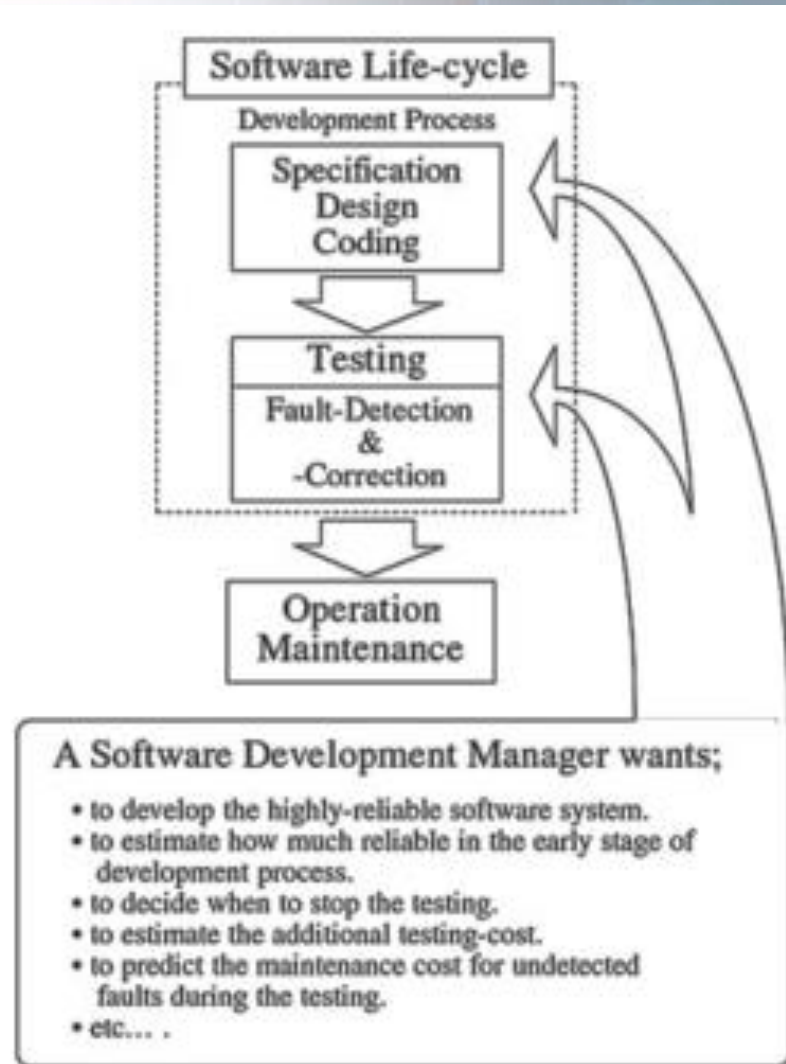 Software Life-cycle
Development Process
Specification
Design
Coding
Testing
Fault-Detection
&
-Correction
Operation
Maintenance
A Software Development Manager wants;
• to develop the highly-reliable software system.
• to estimate how much reliable in the early stage of
development process.
• to decide when to stop the testing.
• to estimate the additional testing-cost.
• to predict the maintenance cost for undetected
faults during the testing.
• etc... .